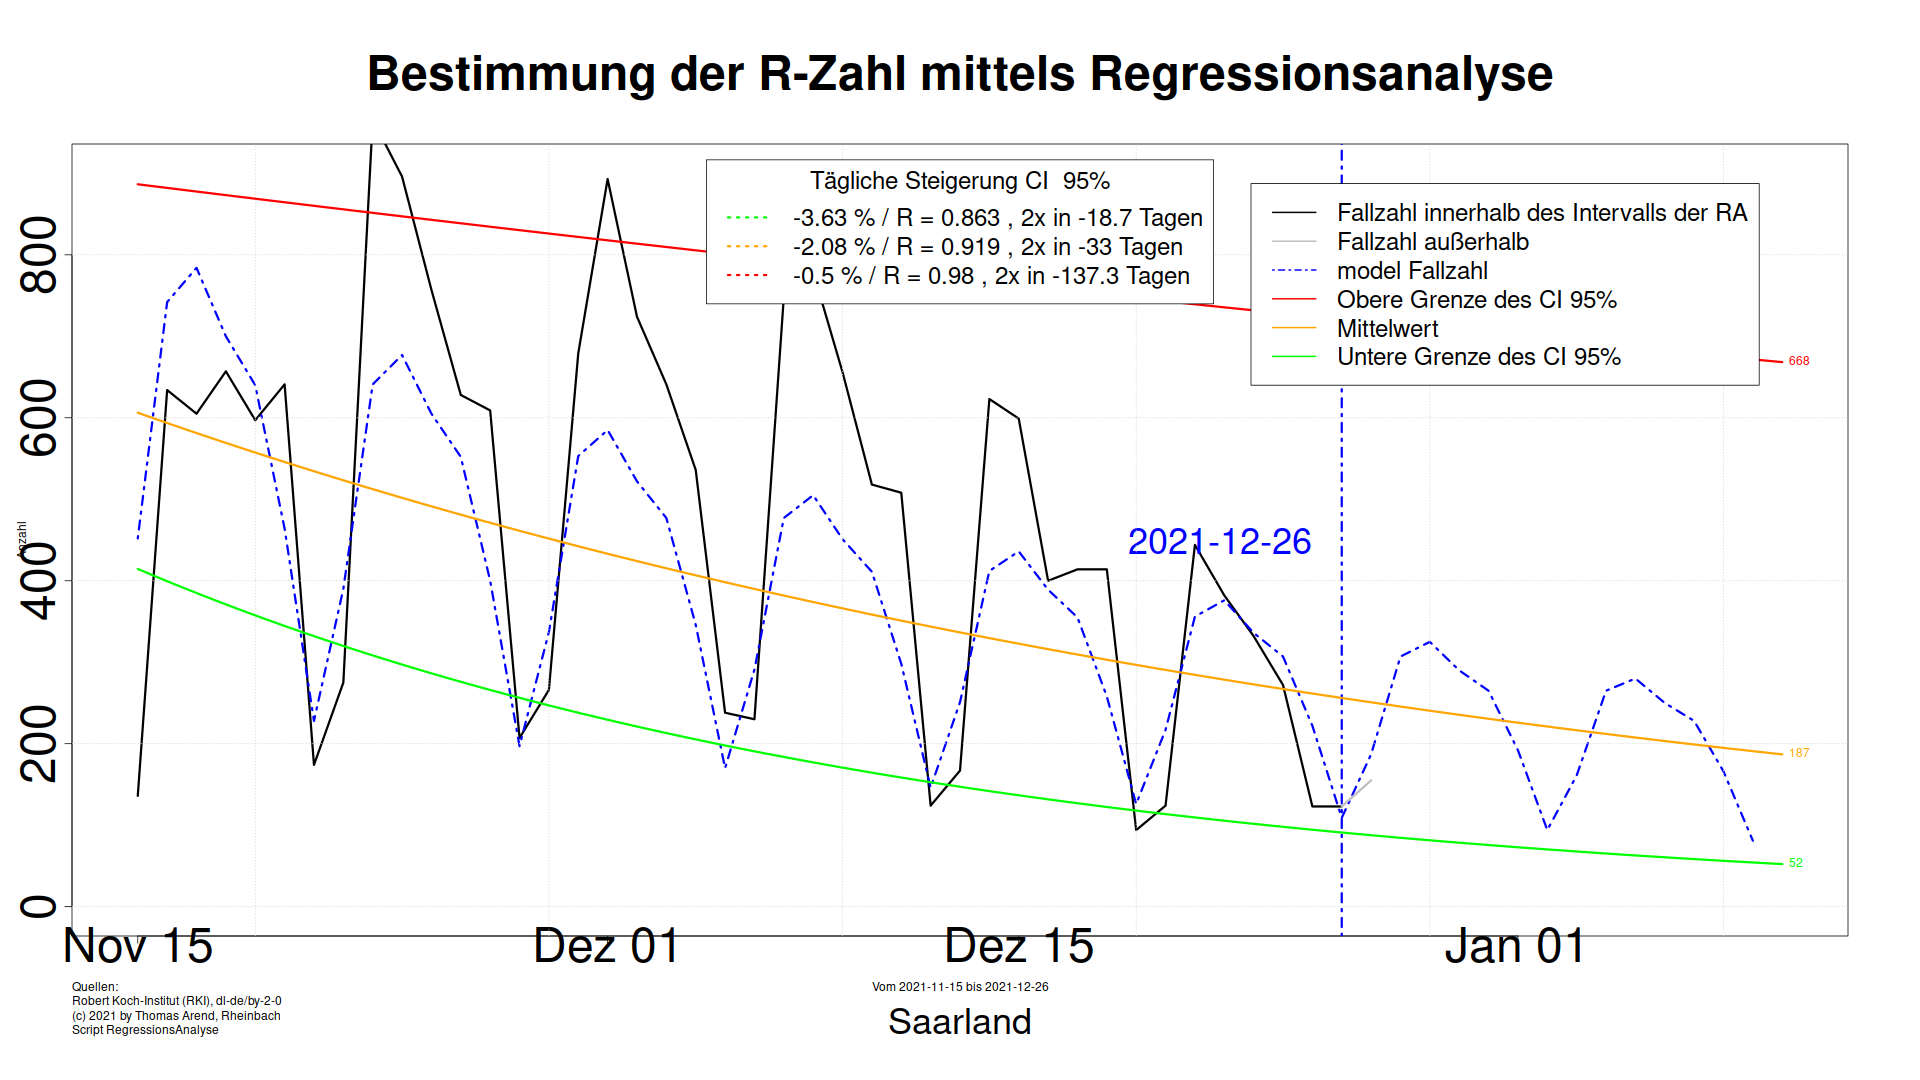 Bestimmung der R-Zahl mittels Regressionsanalyse
Tägliche Steigerung CI  95%
-3.63 % / R = 0.863 , 2x in -18.7 Tagen
-2.08 % / R = 0.919 , 2x in -33 Tagen
-0.5 % / R = 0.98 , 2x in -137.3 Tagen
Fallzahl innerhalb des Intervalls der RA
Fallzahl außerhalb
model Fallzahl
Obere Grenze des CI 95%
Mittelwert
Untere Grenze des CI 95%
800
600
400
200
0
Anzahl
2021-12-26
668
187
52
Nov 15
Dez 01
Dez 15
Jan 01
Quellen:
Robert Koch-Institut (RKI), dl-de/by-2-0
(c) 2021 by Thomas Arend, Rheinbach
Script RegressionsAnalyse
Vom 2021-11-15 bis 2021-12-26
Saarland